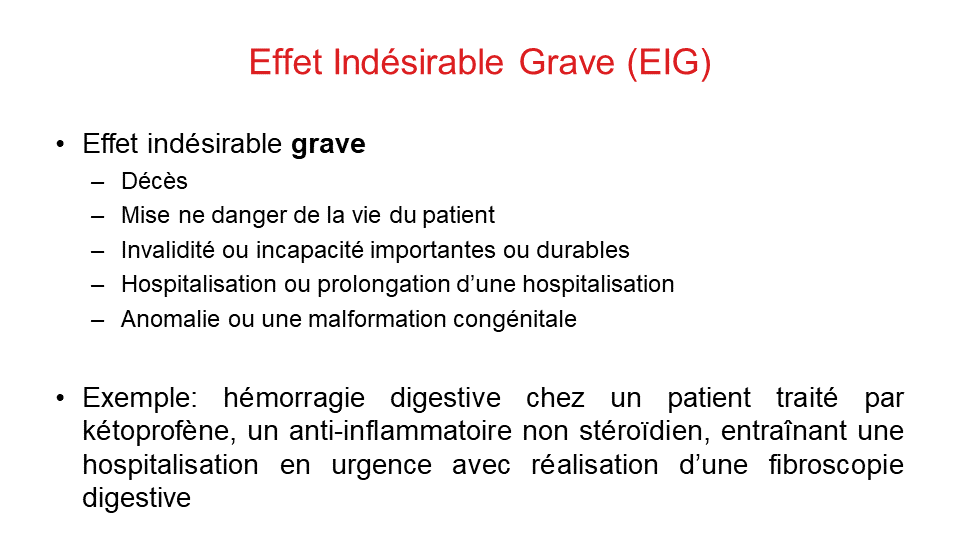 Effet Indésirable Grave (EIG)
• Effet indésirable grave
– Décès
– Mise ne danger de la vie du patient
– Invalidité ou incapacité importantes ou durables
– Hospitalisation ou prolongation d’une hospitalisation
– Anomalie ou une malformation congénitale
• Exemple: hémorragie digestive chez un patient traité par
kétoprofène, un anti-inflammatoire non stéroïdien, entraînant une
hospitalisation en urgence avec réalisation d’une fibroscopie
digestive